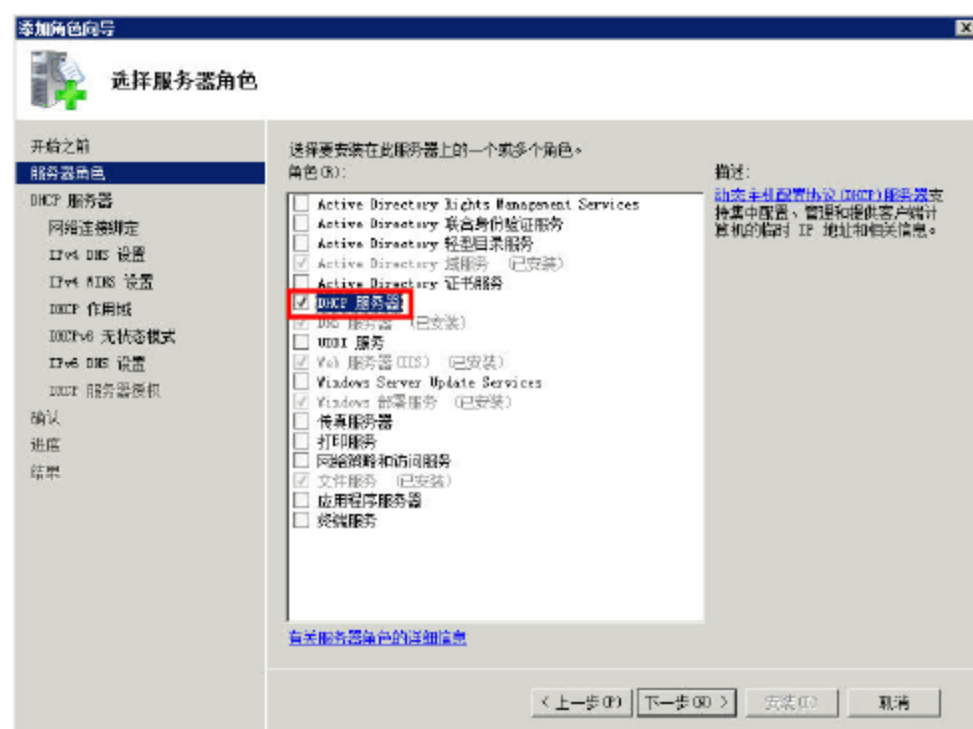 添加角色向导
选择服务器角色
开始之前
服务器角色
DHCP 服务器
网络连接绑定
IPv4 DNS 设置
IPv4 WINS 设置
DHCP 作用域
DHCPv6 无状态模式
IPv6 DNS 设置
DHCP 服务器授权
确认
进度
结果
选择要安装在此服务器上的一个或多个角色。
角色(R):
Active Directory Rights Management Services
Active Directory 联合身份验证服务
Active Directory 轻型目录服务
Active Directory 域服务 (已安装)
Active Directory 证书服务
DHCP 服务器
DNS 服务器 (已安装)
UDDI 服务
Web 服务器(IIS) (已安装)
Windows Server Update Services
Windows 部署服务 (已安装)
传真服务器
打印服务
网络策略和访问服务
文件服务 (已安装)
应用程序服务器
终端服务
有关服务器角色的详细信息
描述:
动态主机配置协议(DHCP)服务器支
持集中配置、管理和提供客户端计
算机的临时 IP 地址和相关信息。
< 上一步(P)
下一步(N) >
安装(I)
取消